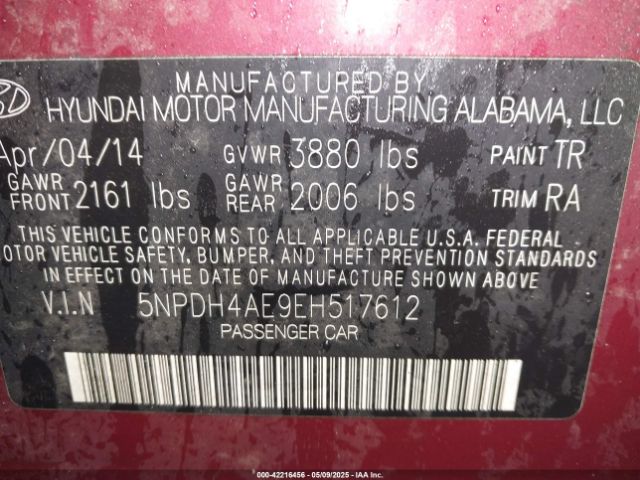 MANUFACTURED BY
HYUNDAI MOTOR MANUFACTURING ALABAMA, LLC
Apr/04/14 GVWR 3880 lbs PAINT TR
GAWR FRONT 2161 lbs GAWR REAR 2006 lbs TRIM RA
THIS VEHICLE CONFORMS TO ALL APPLICABLE U.S.A. FEDERAL
MOTOR VEHICLE SAFETY, BUMPER, AND THEFT PREVENTION STANDARDS
IN EFFECT ON THE DATE OF MANUFACTURE SHOWN ABOVE.
V.I.N 5NPDH4AE9EH517612
PASSENGER CAR
000-42216456 - 05/09/2025 - IAA Inc.